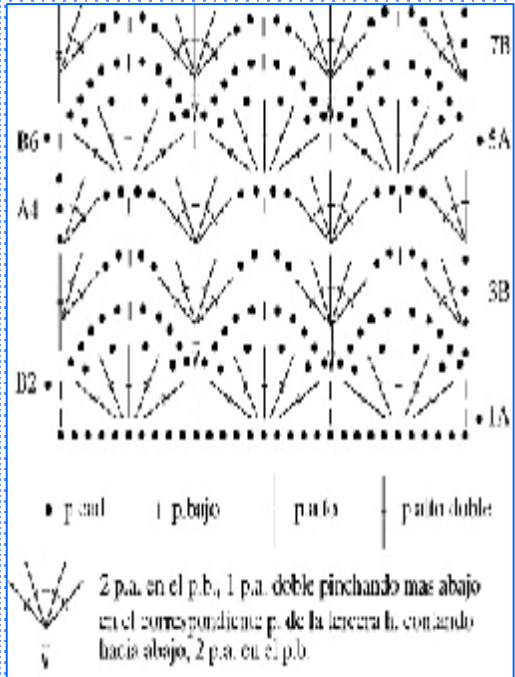 7B
B6
5A
A4
3B
B2
1A
p.cad p.bajo p.alto p.alto doble
2 p.a. en el p.b., 1 p.a. doble pinchando mas abajo
en el correspondiente p. de la tercera h. contando
hacia abajo, 2 p.a. en el p.b.